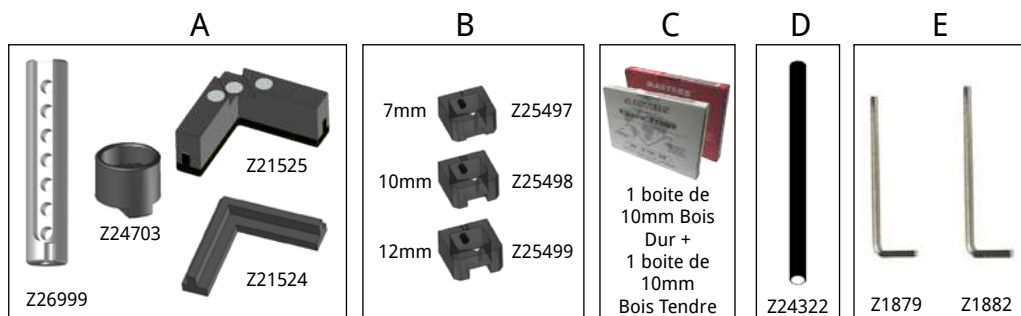 A
Z26999
Z24703
Z21525
Z21524
B
7mm Z25497
10mm Z25498
12mm Z25499
C
MAESTRI
1 boite de
10mm Bois
Dur +
1 boite de
10mm
Bois Tendre
D
Z24322
E
Z1879 Z1882